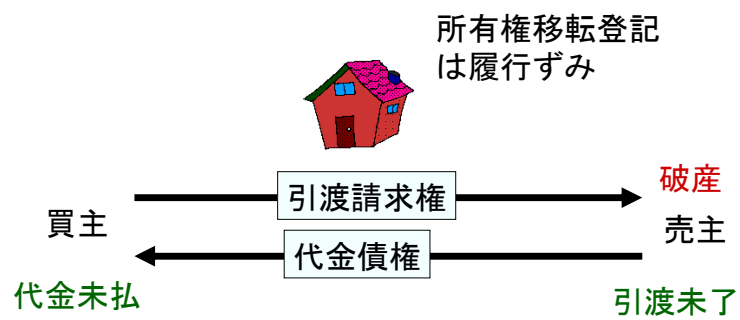 所有権移転登記
は履行ずみ
引渡請求権
破産
買主
売主
代金債権
代金未払
引渡未了